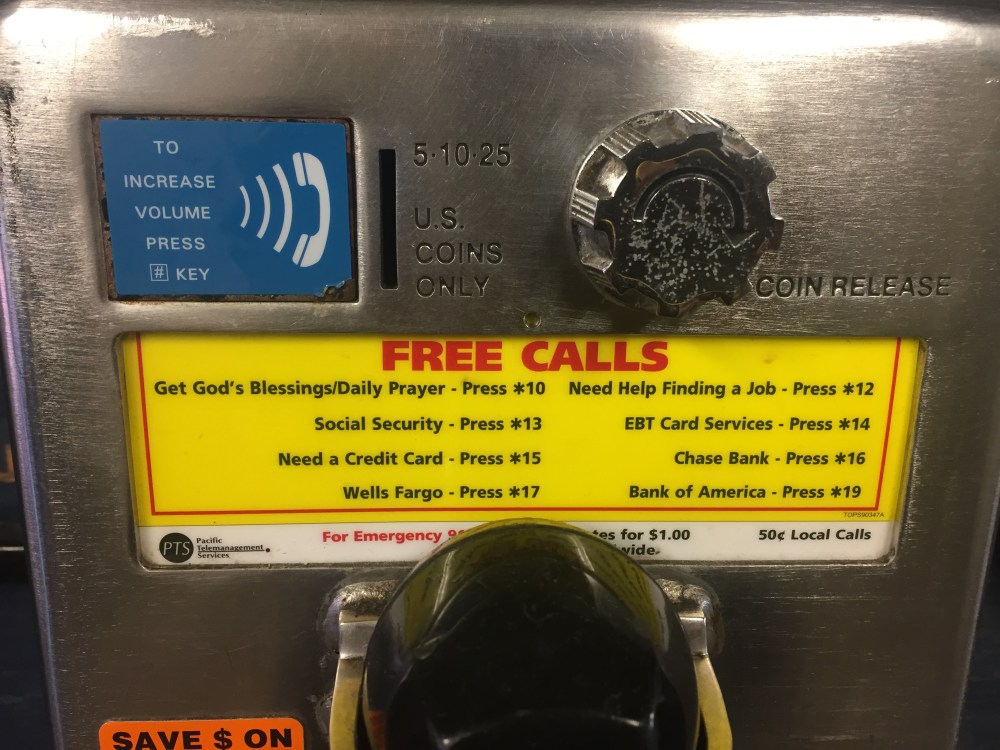 TO
INCREASE
VOLUME
PRESS
# KEY
5·10·25
U.S.
COINS
ONLY
COIN RELEASE
FREE CALLS
Get God's Blessings/Daily Prayer - Press *10 Need Help Finding a Job - Press *12
Social Security - Press *13 EBT Card Services - Press *14
Need a Credit Card - Press *15 Chase Bank - Press *16
Wells Fargo - Press *17 Bank of America - Press *19
TOPS90347A
PTS Pacific
Telemanagement
Services
For Emergency for $1.00 50¢ Local Calls
SAVE $ ON